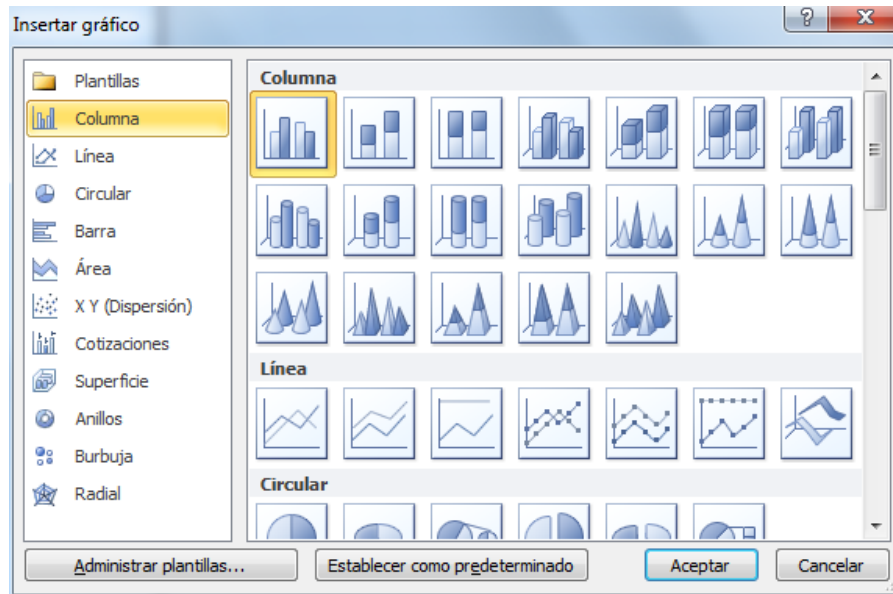 Insertar gráfico
Plantillas
Columna
Línea
Circular
Barra
Área
X Y (Dispersión)
Cotizaciones
Superficie
Anillos
Burbuja
Radial
Columna
Línea
Circular
Administrar plantillas...
Establecer como predeterminado
Aceptar
Cancelar